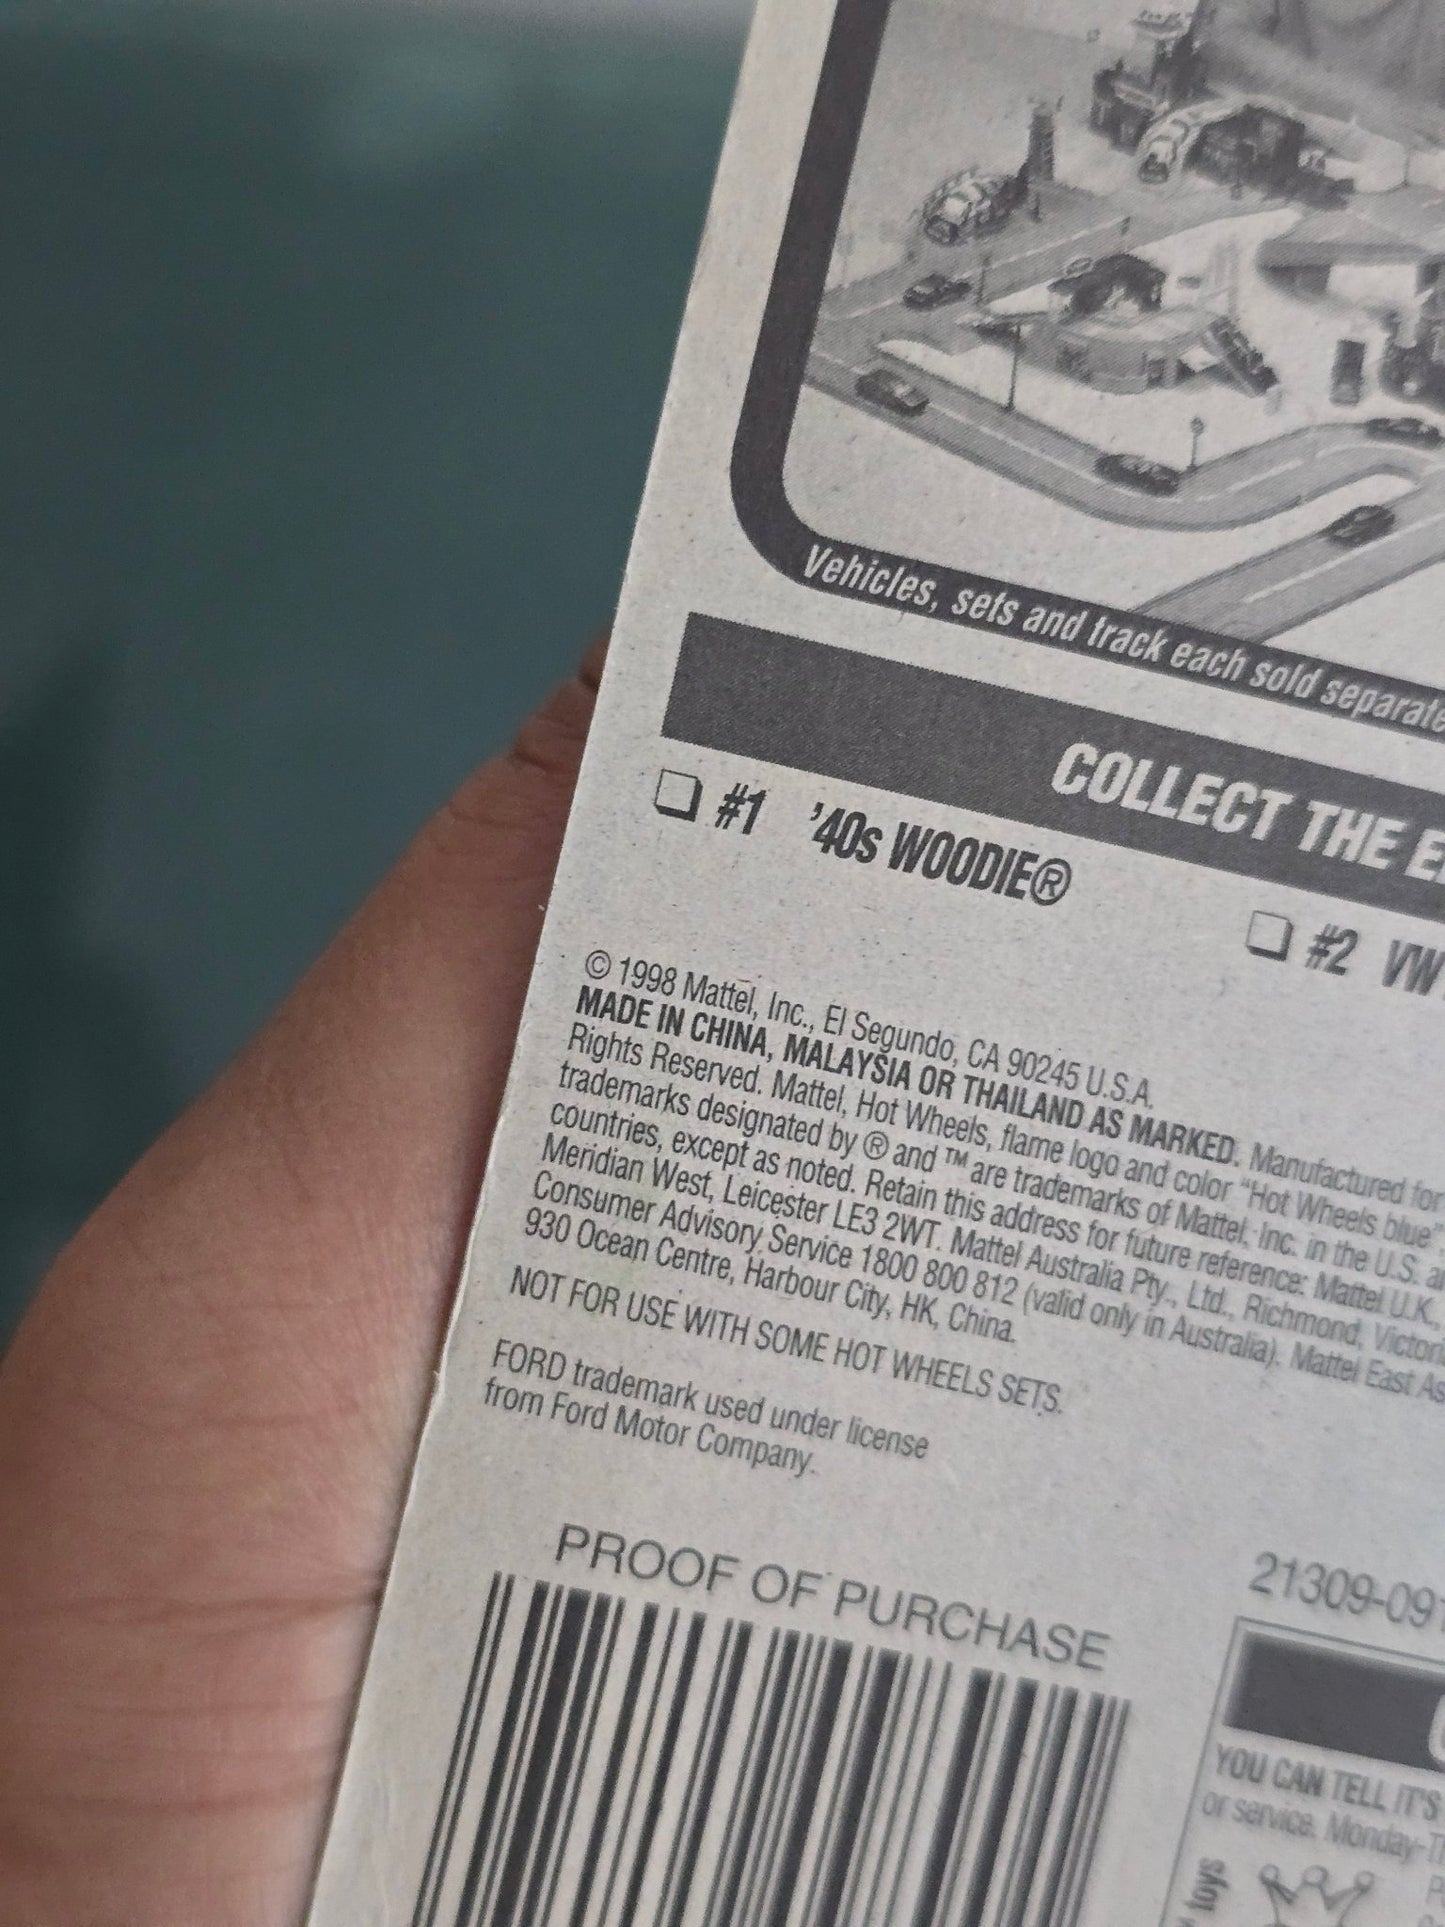 Vehicles, sets and track each sold
COLLECT THE
#1 '40s WOODIE®
#2 VW
© 1998 Mattel, Inc., El Segundo, CA 90245 U.S.A.
MADE IN CHINA, MALAYSIA OR THAILAND AS MARKED. Manufactured for
Rights Reserved. Mattel, Hot Wheels, flame logo and color "Hot Wheels blue"
trademarks designated by ® and ™ are trademarks of Mattel, Inc. in the U.S.
countries, except as noted. Retain this address for future reference: Mattel U.K.,
Meridian West, Leicester LE3 2WT. Mattel Australia Pty., Ltd., Richmond,
Consumer Advisory Service 1800 800 812 (valid only in Australia). Mattel East
930 Ocean Centre, Harbour City, HK, China.
NOT FOR USE WITH SOME HOT WHEELS SETS.
FORD trademark used under license
from Ford Motor Company.
PROOF OF PURCHASE
21309-09
YOU CAN TELL IT'S
or service. Monday-
toys